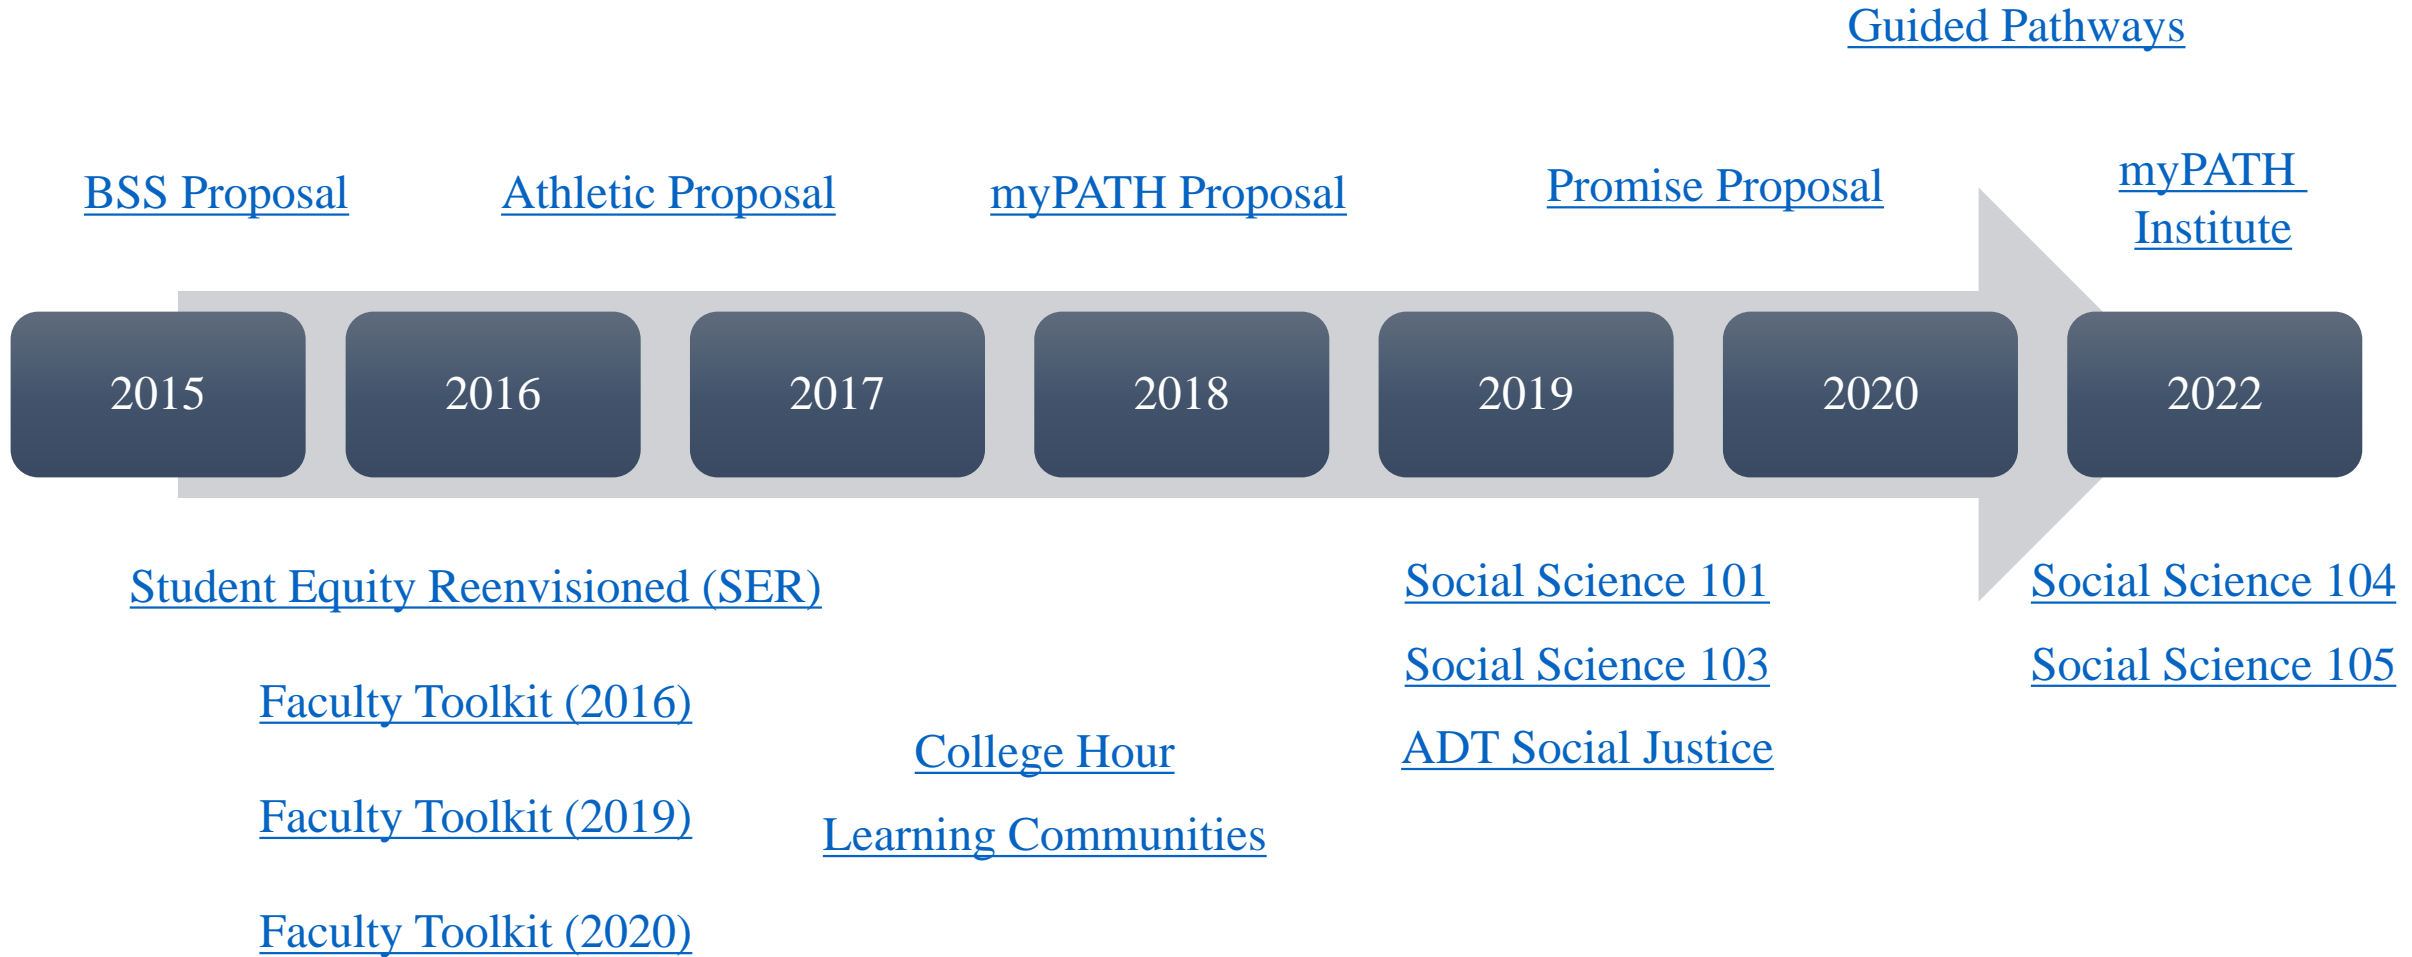 Guided Pathways
BSS Proposal
Athletic Proposal
myPATH Proposal
Promise Proposal
myPATH
Institute
2015
2016
2017
2018
2019
2020
2022
Student Equity Reenvisioned (SER)
Faculty Toolkit (2016)
Faculty Toolkit (2019)
Faculty Toolkit (2020)
College Hour
Learning Communities
Social Science 101
Social Science 103
ADT Social Justice
Social Science 104
Social Science 105